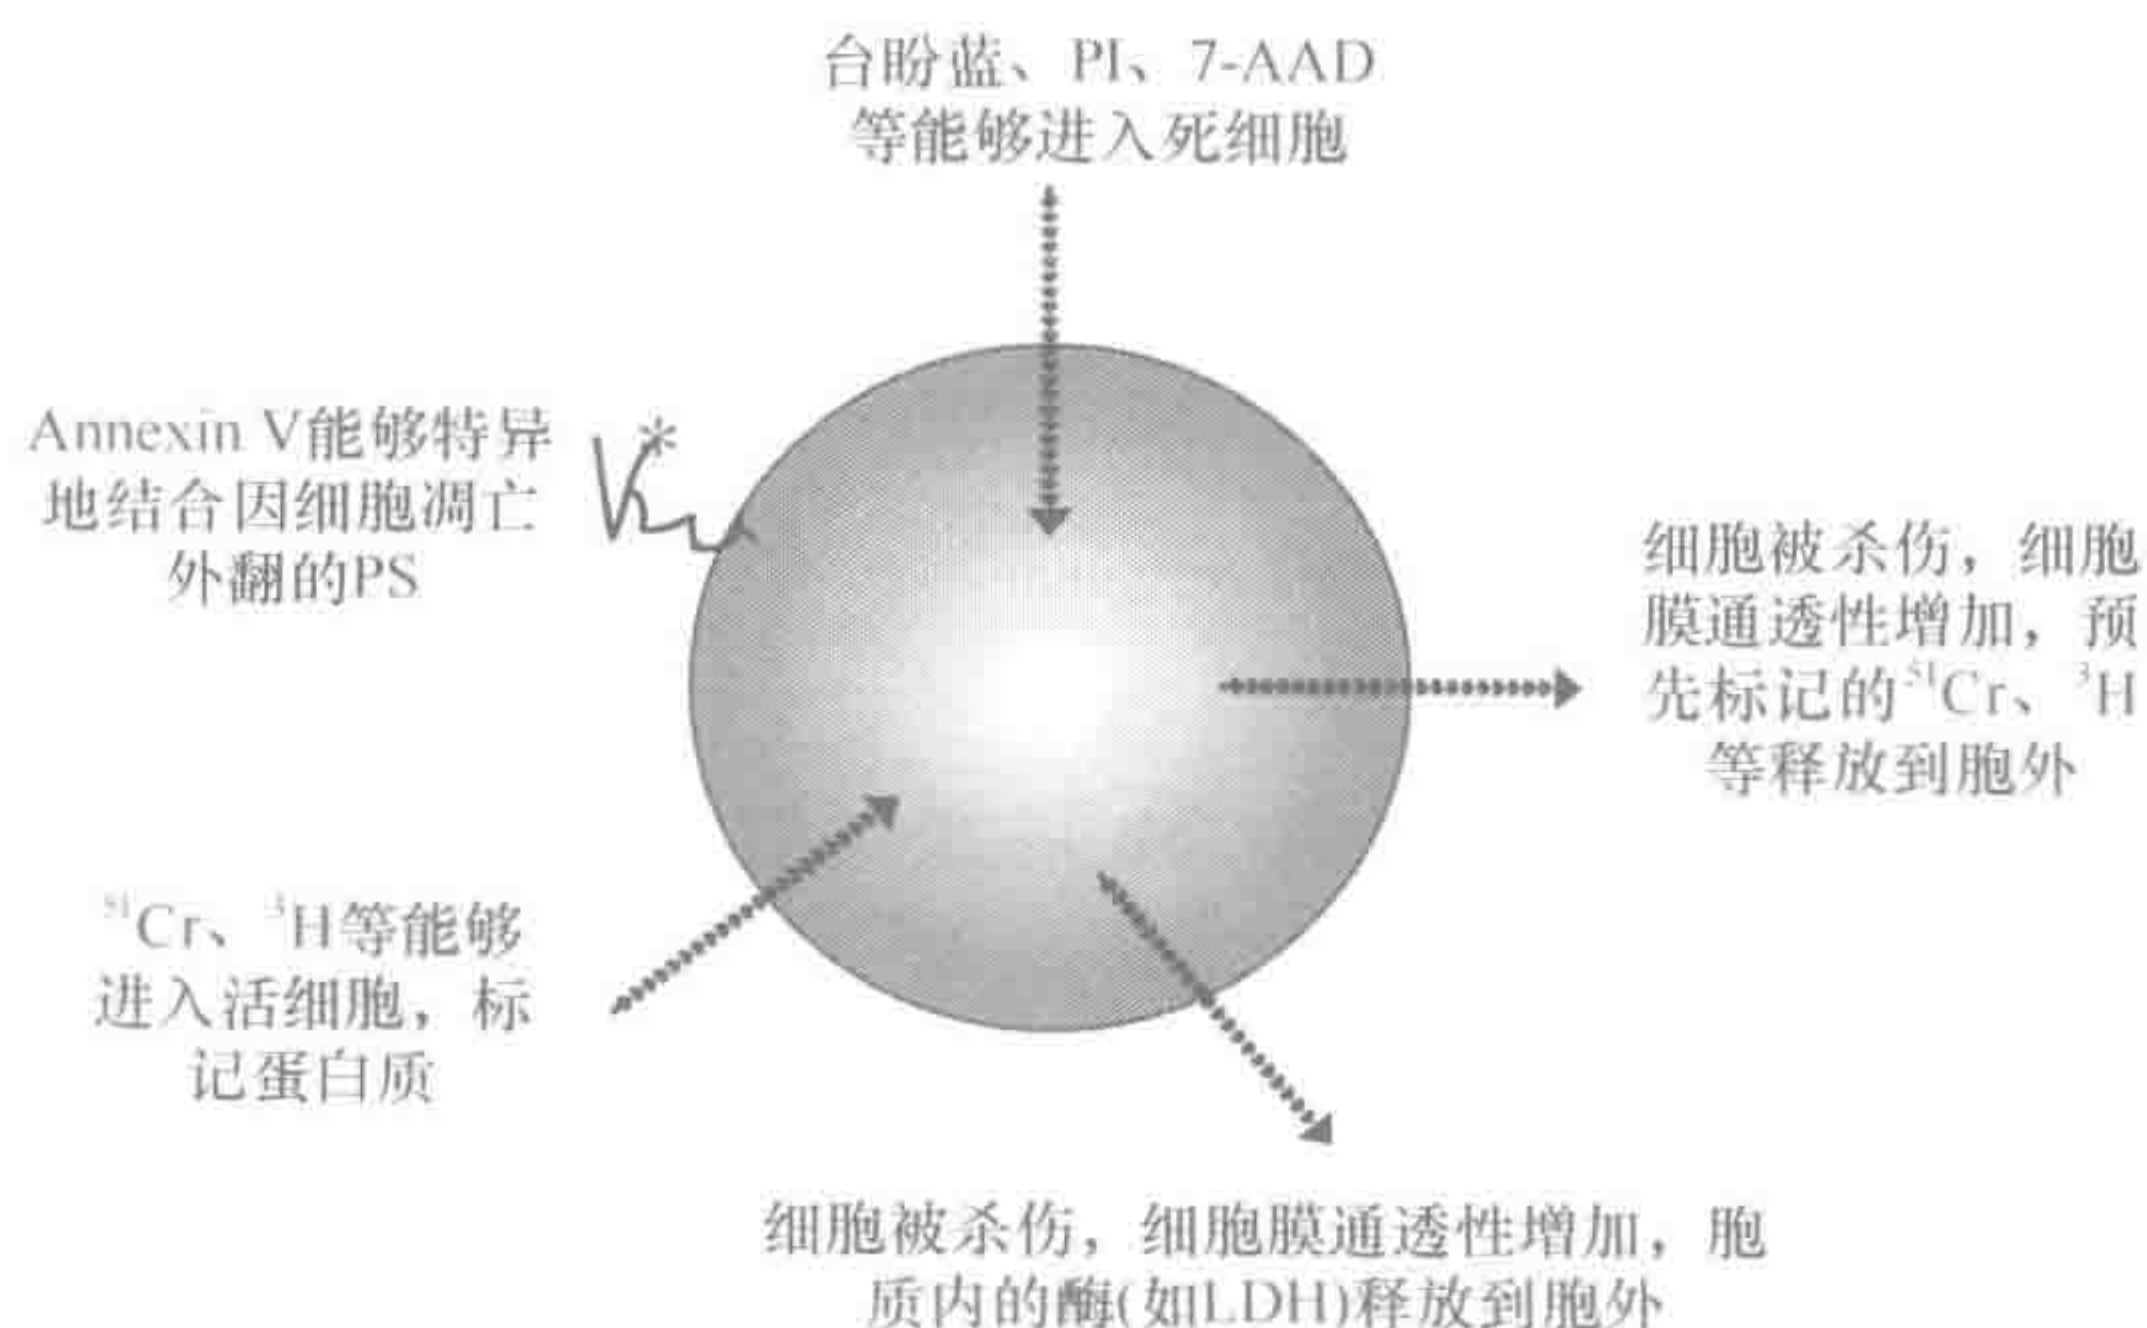 台盼蓝、PI、7-AAD
等能够进入死细胞
Annexin V能够特异
地结合因细胞凋亡
外翻的PS
细胞被杀伤，细胞
膜通透性增加，预
先标记的⁵¹Cr、³H
等释放到胞外
⁵¹Cr、³H等能够
进入活细胞，标
记蛋白质
细胞被杀伤，细胞膜通透性增加，胞
质内的酶(如LDH)释放到胞外